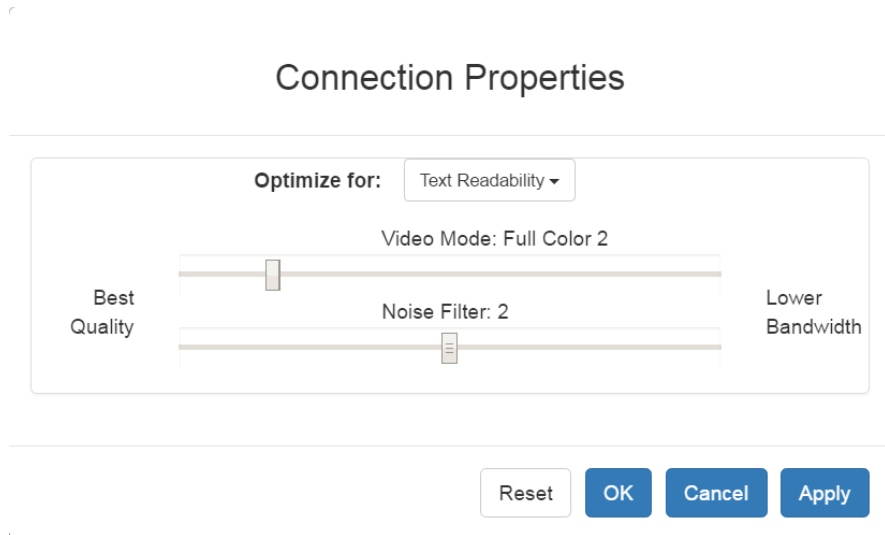 Connection Properties
Optimize for: Text Readability
Video Mode: Full Color 2
Best
Quality
Lower
Bandwidth
Noise Filter: 2
Reset OK Cancel Apply